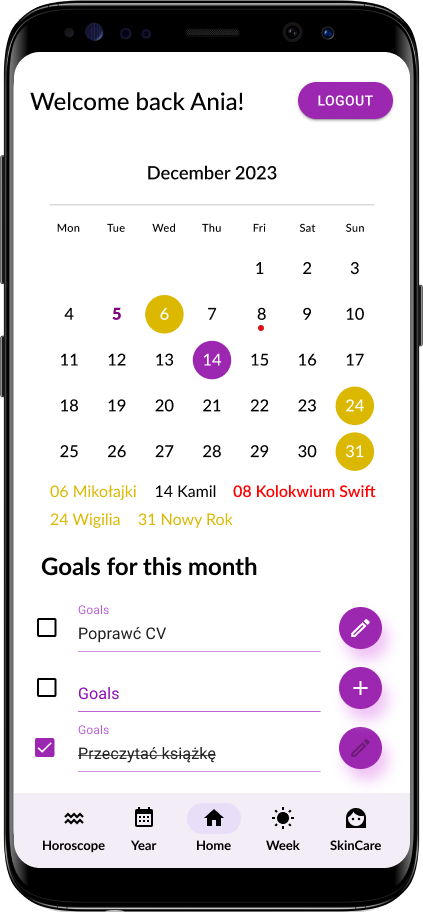 Welcome back Ania! LOGOUT
December 2023
Mon Tue Wed Thu Fri Sat Sun
1 2 3
4 5 6 7 8 9 10
11 12 13 14 15 16 17
18 19 20 21 22 23 24
25 26 27 28 29 30 31
06 Mikołajki 14 Kamil 08 Kolokwium Swift
24 Wigilia 31 Nowy Rok
Goals for this month
Goals
Poprawć CV
Goals
Goals
Przeczytać książkę
Horoscope Year Home Week SkinCare